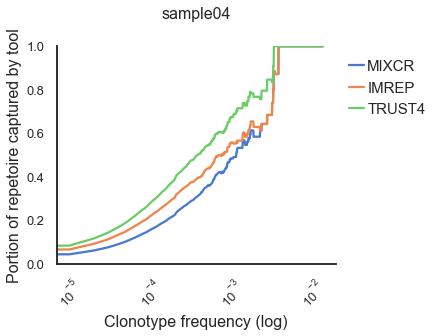 sample04
Portion of repetoire captured by tool
1.0
0.8
0.6
0.4
0.2
0.0
10⁻⁵
10⁻⁴
10⁻³
10⁻²
Clonotype frequency (log)
MIXCR
IMREP
TRUST4